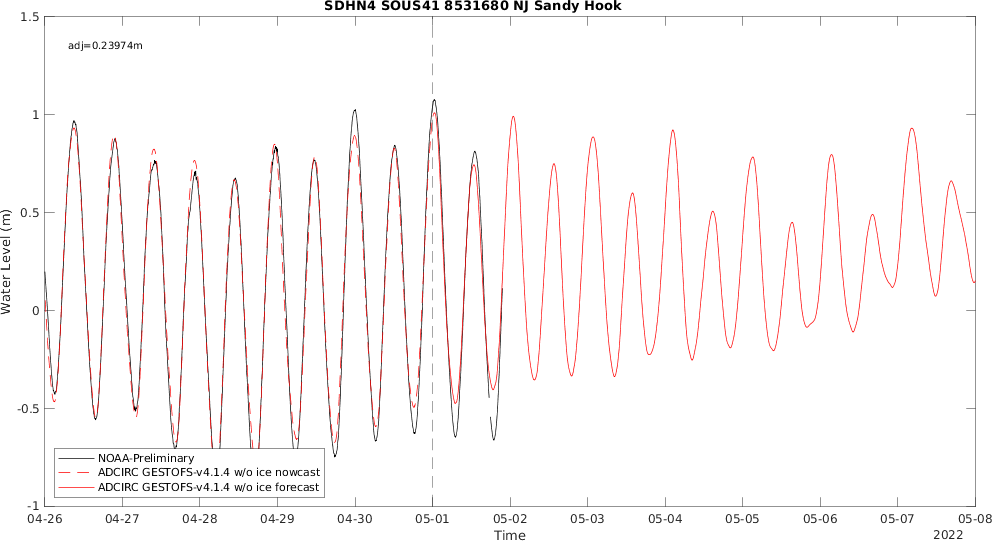 SDHN4 SOUS41 8531680 NJ Sandy Hook
adj=0.23974m
1.5
1
0.5
0
-0.5
-1
Water Level (m)
NOAA-Preliminary
ADCIRC GESTOFS-v4.1.4 w/o ice nowcast
ADCIRC GESTOFS-v4.1.4 w/o ice forecast
04-26 04-27 04-28 04-29 04-30 05-01 05-02 05-03 05-04 05-05 05-06 05-07 05-08
Time
2022